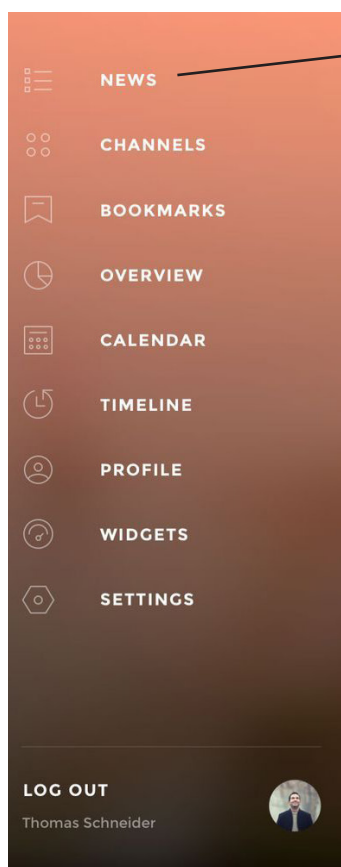 NEWS
CHANNELS
BOOKMARKS
OVERVIEW
CALENDAR
TIMELINE
PROFILE
WIDGETS
SETTINGS
LOG OUT
Thomas Schneider